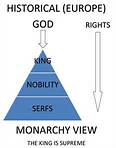 HISTORICAL (EUROPE)
GOD
RIGHTS
KING
NOBILITY
SERFS
MONARCHY VIEW
THE KING IS SUPREME